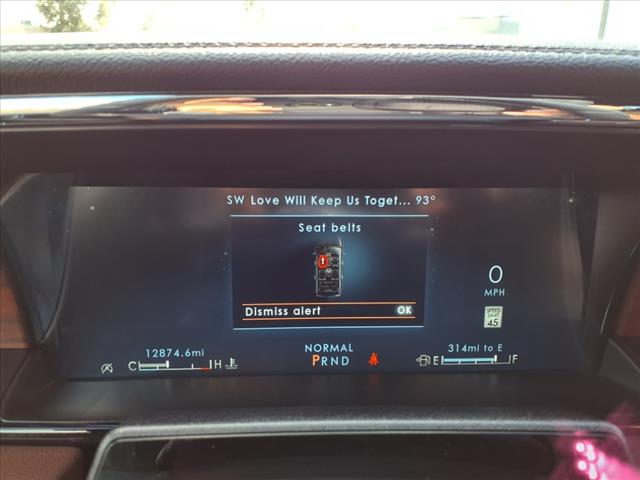 SW Love Will Keep Us Toget... 93°
Seat belts
Dismiss alert OK
0
MPH
SPEED
LIMIT
45
12874.6mi
C H
NORMAL
PRND
314mi to E
E F